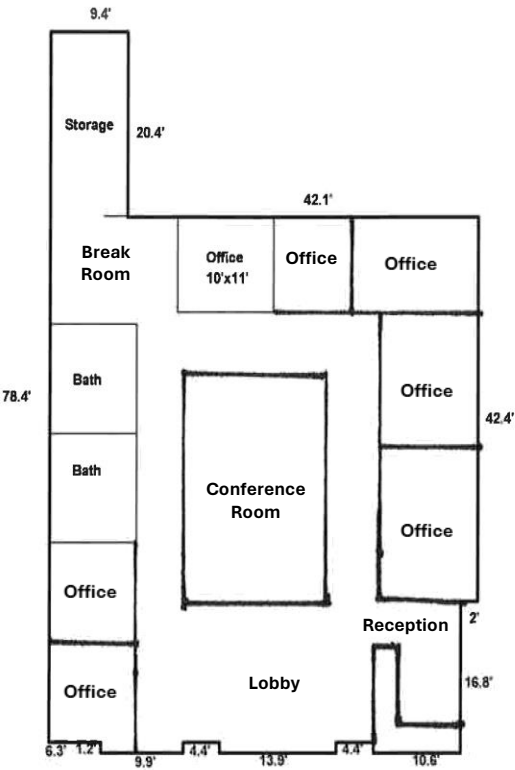 9.4'
Storage
20.4'
42.1'
Break
Room
Office
10'x11'
Office
Office
Bath
78.4'
Office
42.4'
Bath
Conference
Room
Office
Office
2'
Reception
Office
Lobby
16.8'
6.3'
1.2'
9.9'
4.4'
13.9'
4.4'
10.6'